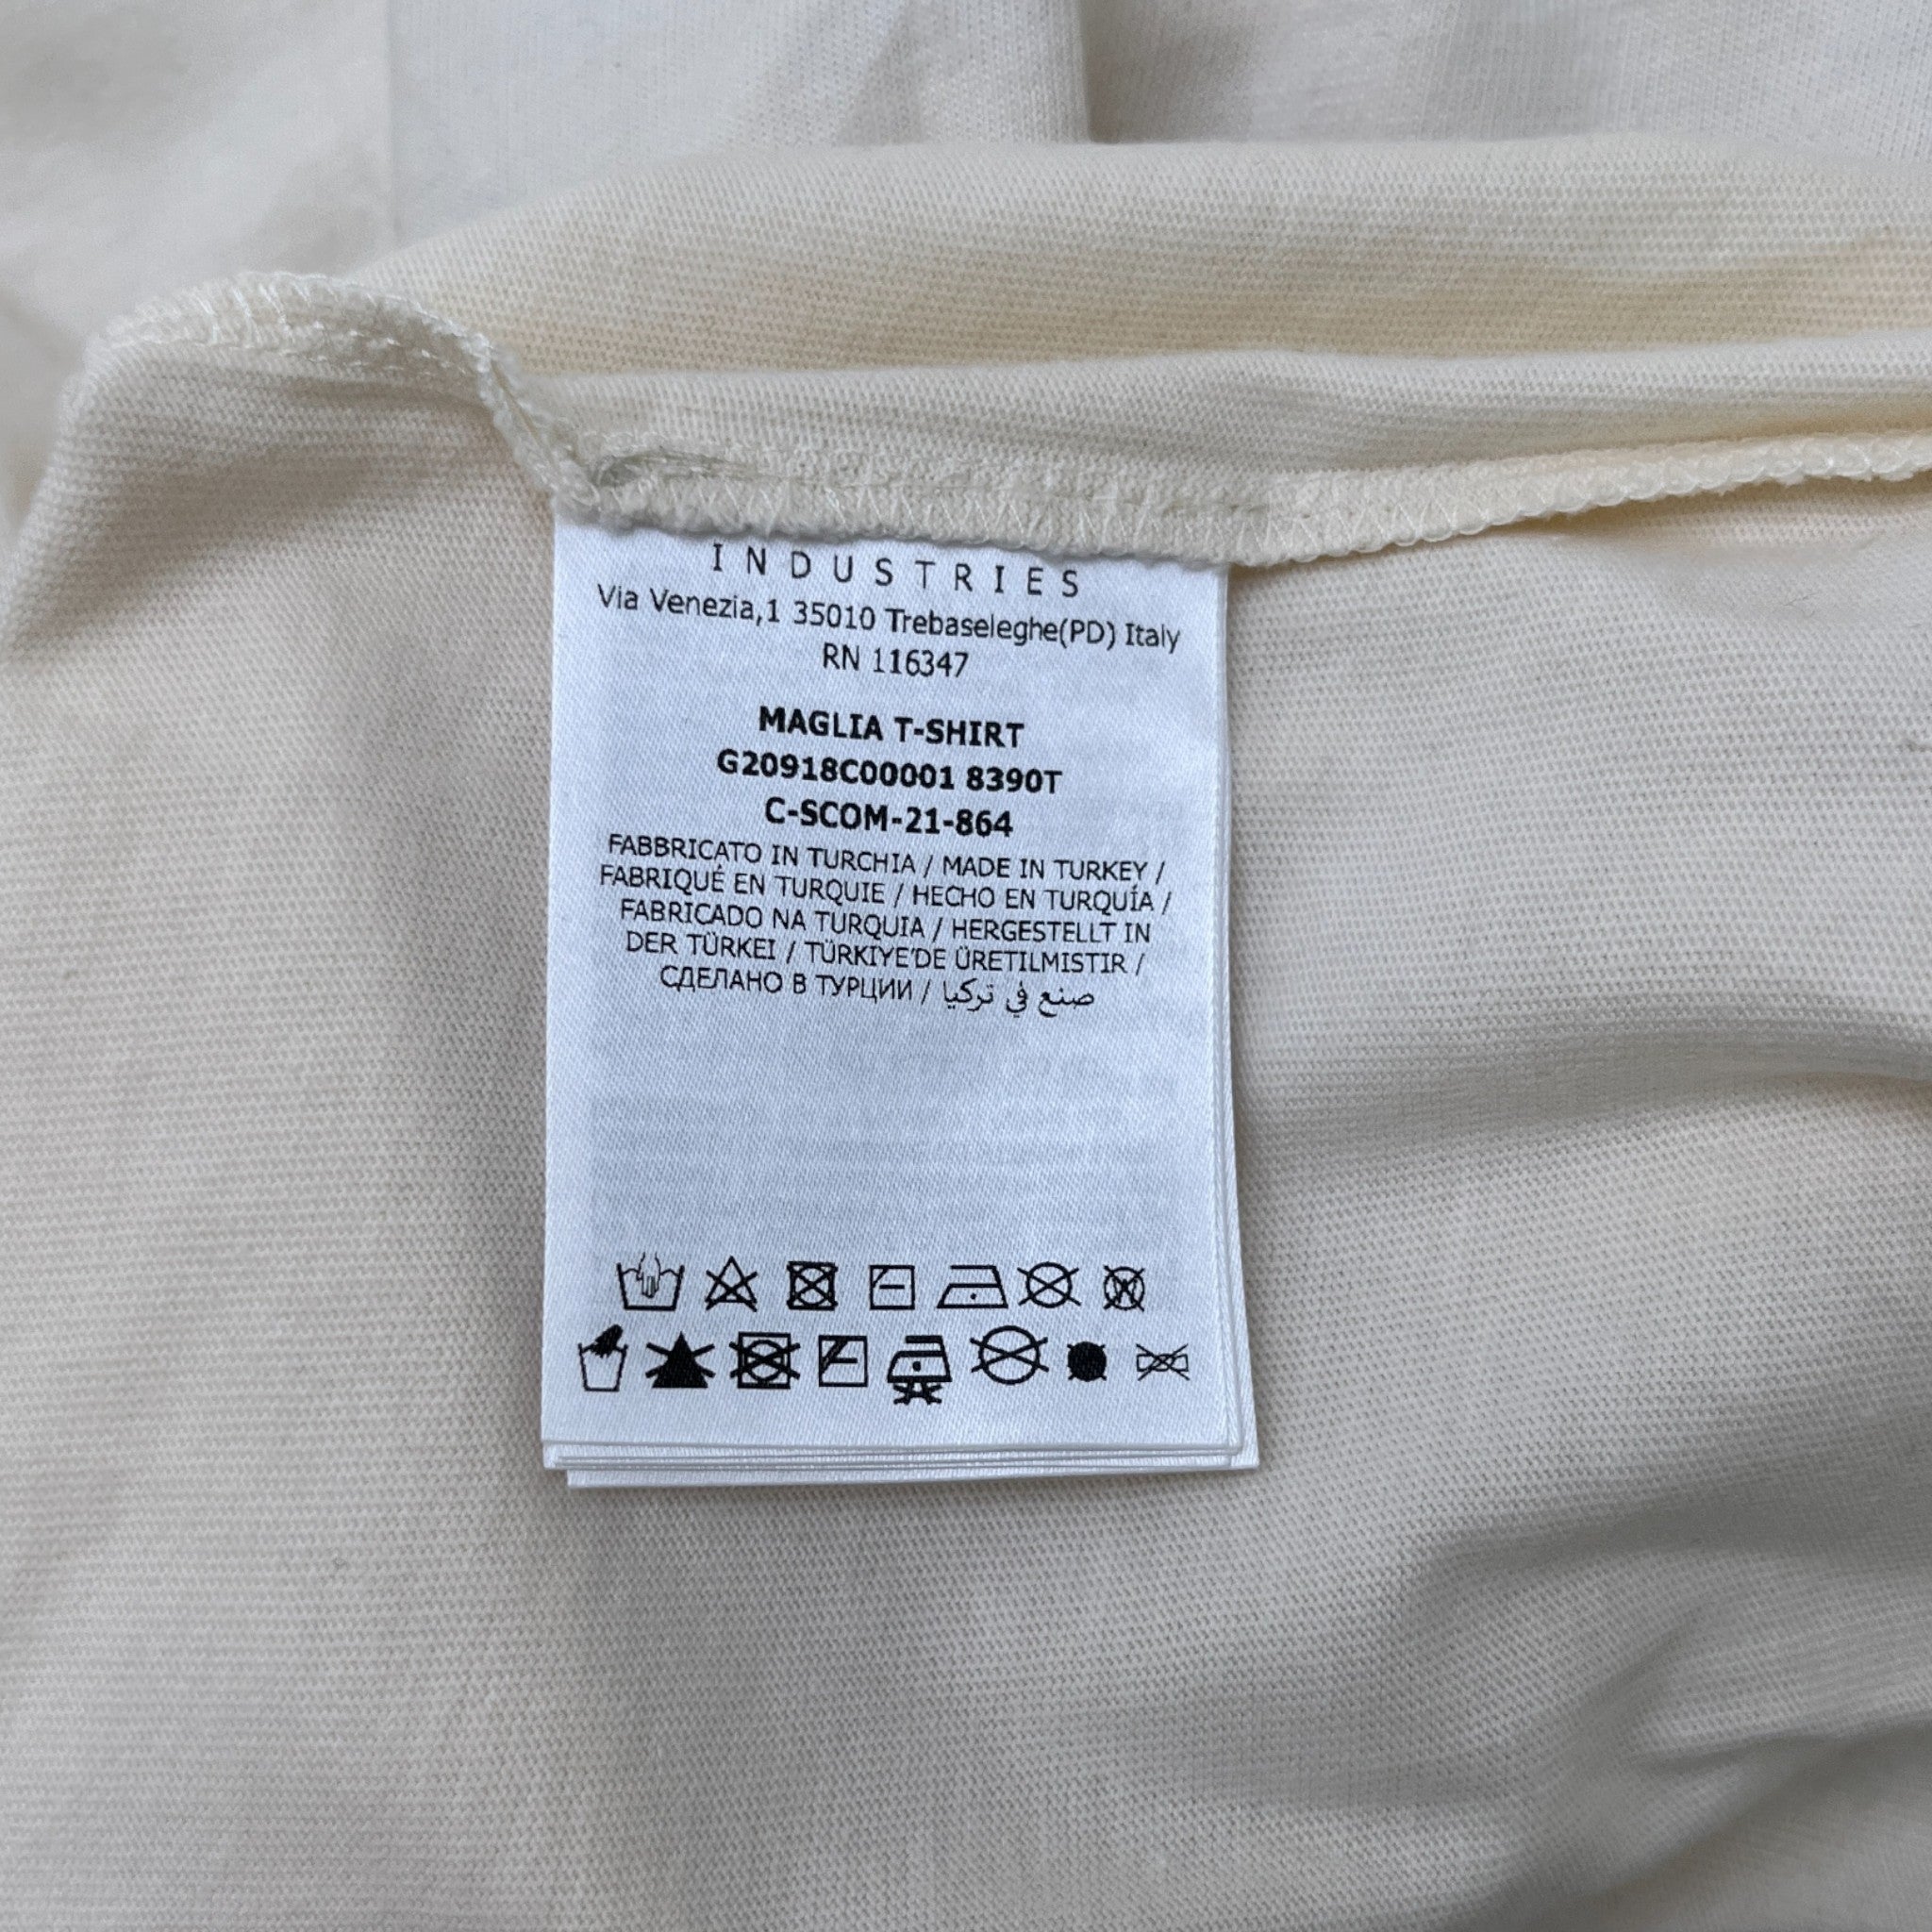 INDUSTRIES
Via Venezia,1 35010 Trebaseleghe(PD) Italy
RN 116347
MAGLIA T-SHIRT
G20918C00001 8390T
C-SCOM-21-864
FABBRICATO IN TURCHIA / MADE IN TURKEY /
FABRIQUÉ EN TURQUIE / HECHO EN TURQUÍA /
FABRICADO NA TURQUIA / HERGESTELLT IN
DER TÜRKEI / TÜRKIYE'DE ÜRETILMISTIR /
СДЕЛАНО В ТУРЦИИ / صنع في تركيا